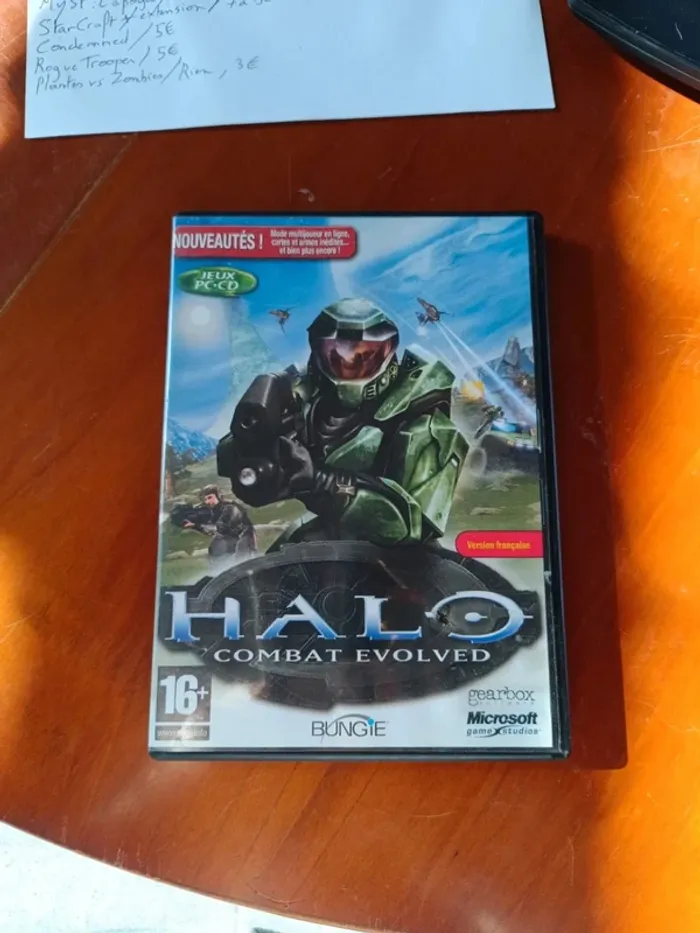 StarCraft + extension /
Condemned / 5€
Rogue Trooper / 5€
Plantes vs Zombies / Rien, 3€
NOUVEAUTÉS !
Mode multijoueur en ligne,
cartes et armes inédites...
et bien plus encore !
JEUX
PC-CD
Version française
HALO
COMBAT EVOLVED
16+
gearbox
software
BUNGIE
Microsoft
game studios